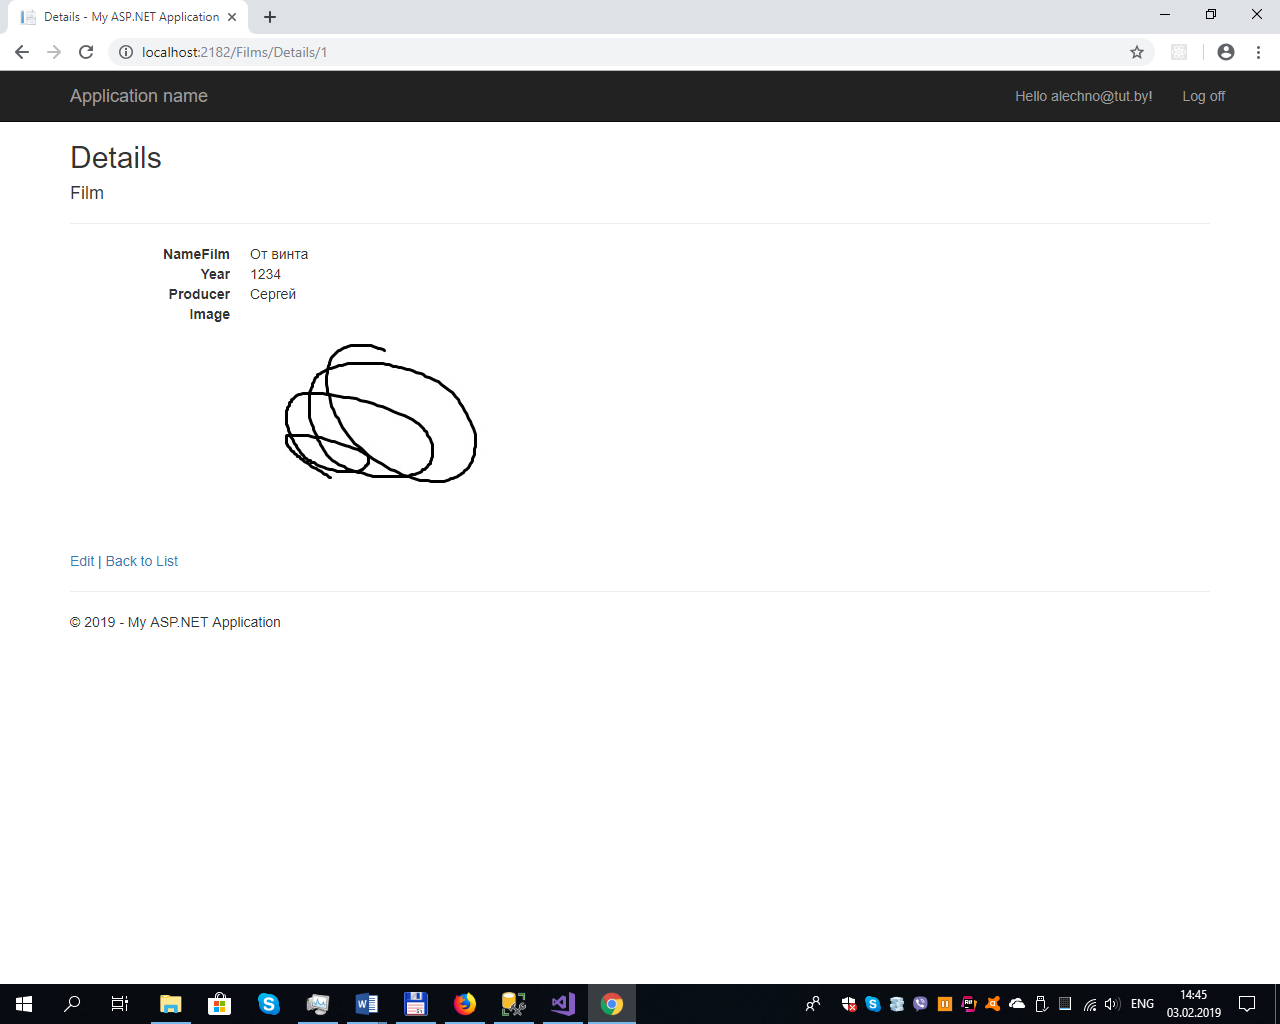 Details - My ASP.NET Application
localhost:2182/Films/Details/1
Application name
Hello alechno@tut.by!
Log off
Details
Film
NameFilm От винта
Year 1234
Producer Сергей
Image
Edit | Back to List
© 2019 - My ASP.NET Application
ENG
14:45
03.02.2019